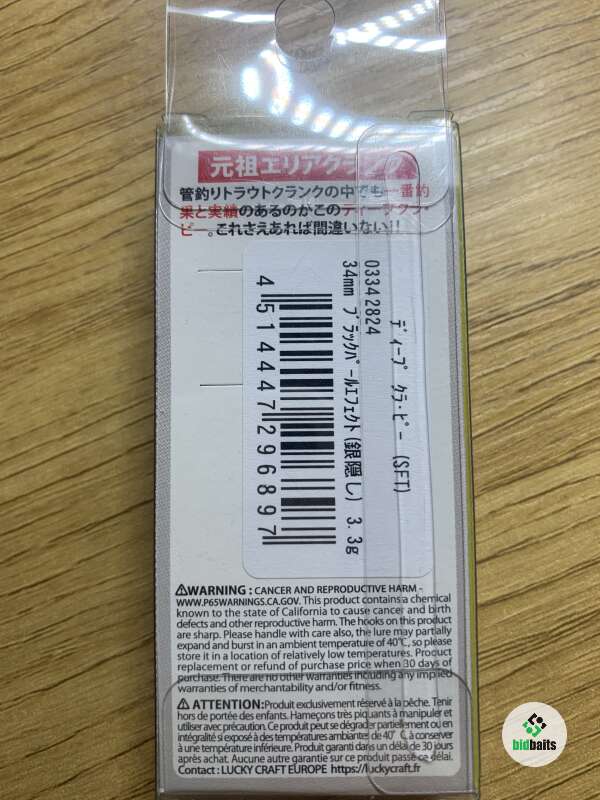 元祖エリアクランク
管釣りトラウトクランクの中でも一番釣
果と実績のあるのがこのディープクラ・
ピー。これさえあれば間違いない!!
ﾃﾞｨｰﾌﾟ ｸﾗ･ﾋﾟｰ (SFT)
0334 2824
34mm ﾌﾞﾗｯｸﾊﾟｰﾙｴﾌｪｸﾄ(銀隠し) 3.3g
4514447296897
⚠WARNING : CANCER AND REPRODUCTIVE HARM -
WWW.P65WARNINGS.CA.GOV. This product contains a chemical
known to the state of California to cause cancer and birth
defects and other reproductive harm. The hooks on this product
are sharp. Please handle with care also, the lure may partially
expand and burst in an ambient temperature of 40℃, so please
store it in a location of relatively low temperatures. Product
replacement or refund of purchase price when 30 days of
purchase. There are no other warranties including any implied
warranties of merchantability and/or fitness.
⚠ ATTENTION:Produit exclusivement réservé à la pêche. Tenir
hors de portée des enfants. Hameçons très piquants à manipuler et
utiliser avec précaution. Ce produit peut se dégrader partiellement ou en
intégralité si exposé à des températures ambiantes de 40° C, à conserver
à une température inférieure. Produit garanti dans un délai de 30 jours
après achat. Aucune autre garantie sur ce produit passé ce délai.
Contact : LUCKY CRAFT EUROPE https://luckycraft.fr
bidbaits